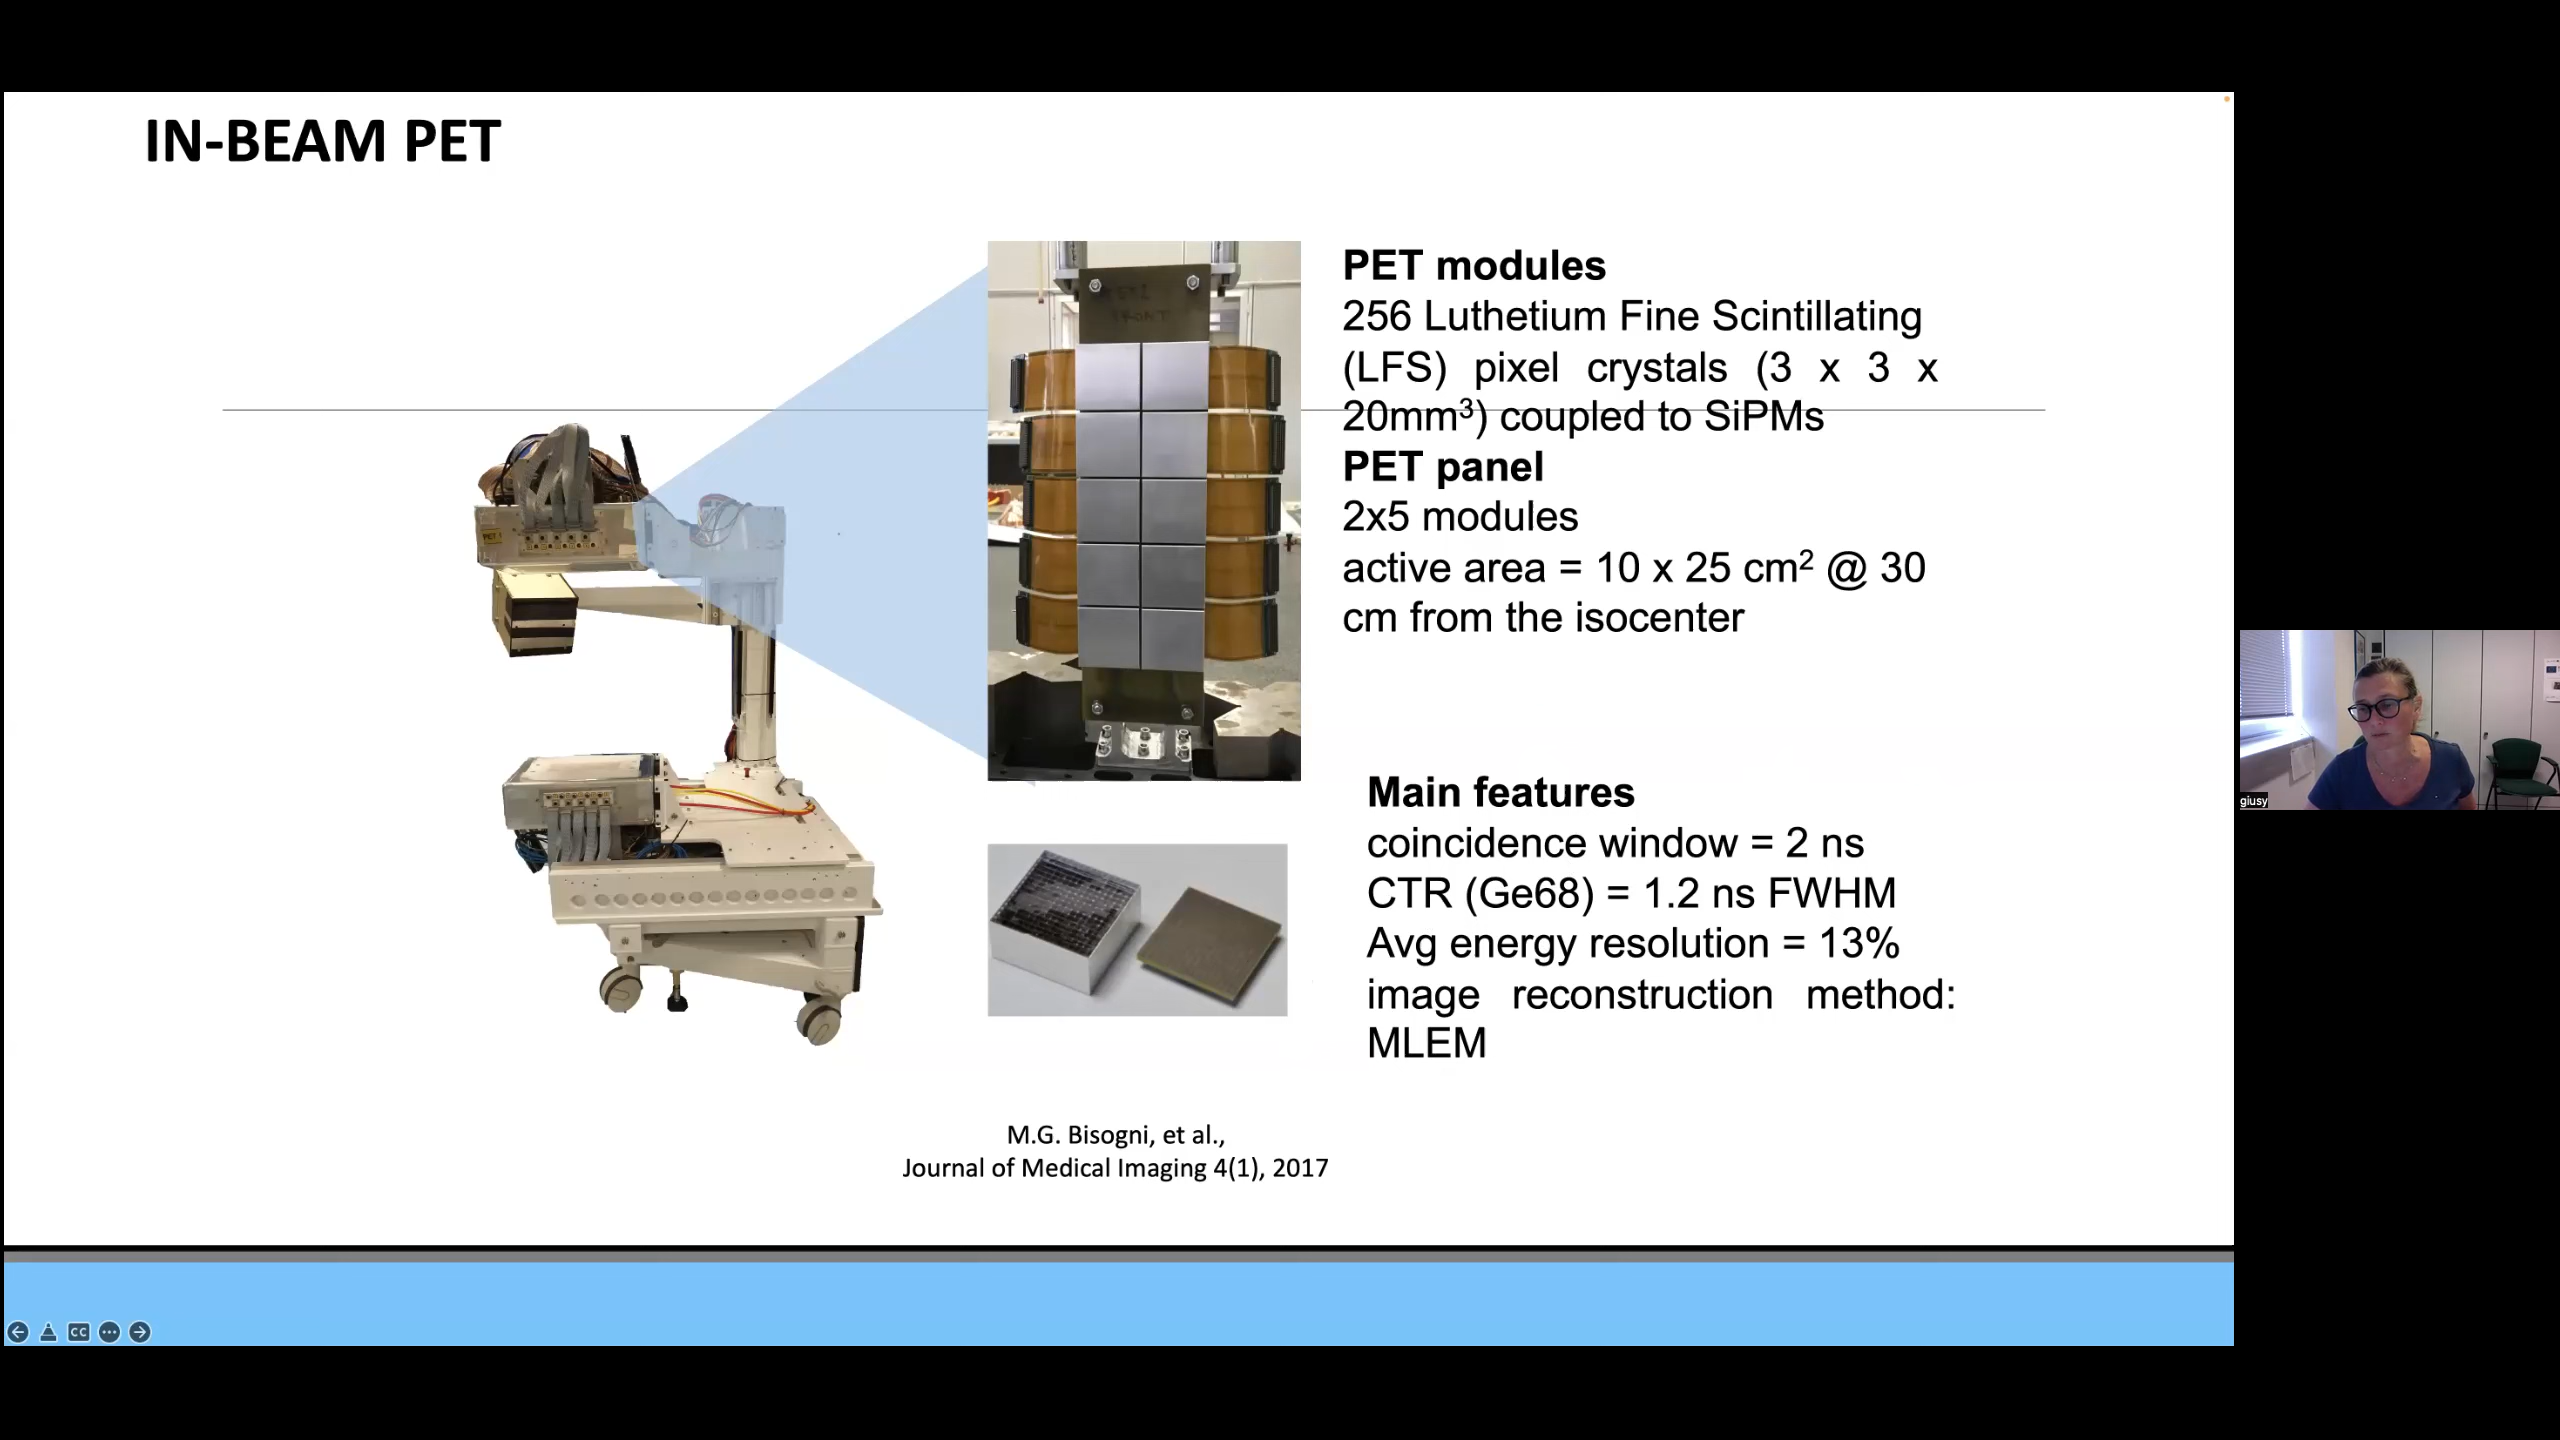 IN-BEAM PET
PET modules
256 Luthetium Fine Scintillating
(LFS) pixel crystals (3 x 3 x
20mm³) coupled to SiPMs
PET panel
2x5 modules
active area = 10 x 25 cm² @ 30
cm from the isocenter
Main features
coincidence window = 2 ns
CTR (Ge68) = 1.2 ns FWHM
Avg energy resolution = 13%
image reconstruction method:
MLEM
M.G. Bisogni, et al.,
Journal of Medical Imaging 4(1), 2017
giusy
CC